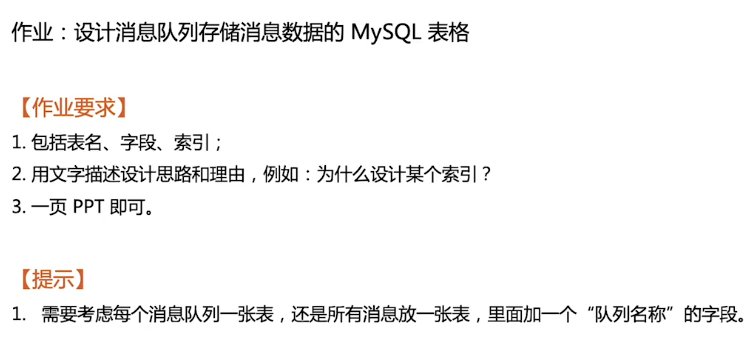 作业：设计消息队列存储消息数据的 MySQL 表格
【作业要求】
1. 包括表名、字段、索引；
2. 用文字描述设计思路和理由，例如：为什么设计某个索引？
3. 一页 PPT 即可。
【提示】
1. 需要考虑每个消息队列一张表，还是所有消息放一张表，里面加一个“队列名称”的字段。